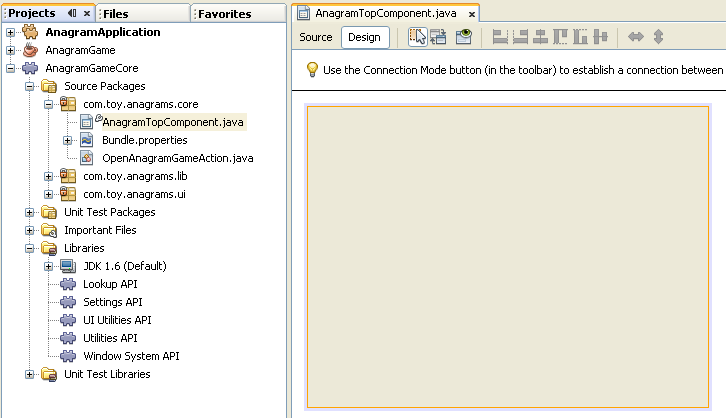 Projects
Files
Favorites
AnagramApplication
AnagramGame
AnagramGameCore
Source Packages
com.toy.anagrams.core
AnagramTopComponent.java
Bundle.properties
OpenAnagramGameAction.java
com.toy.anagrams.lib
com.toy.anagrams.ui
Unit Test Packages
Important Files
Libraries
JDK 1.6 (Default)
Lookup API
Settings API
UI Utilities API
Utilities API
Window System API
Unit Test Libraries
AnagramTopComponent.java
Source Design
Use the Connection Mode button (in the toolbar) to establish a connection between